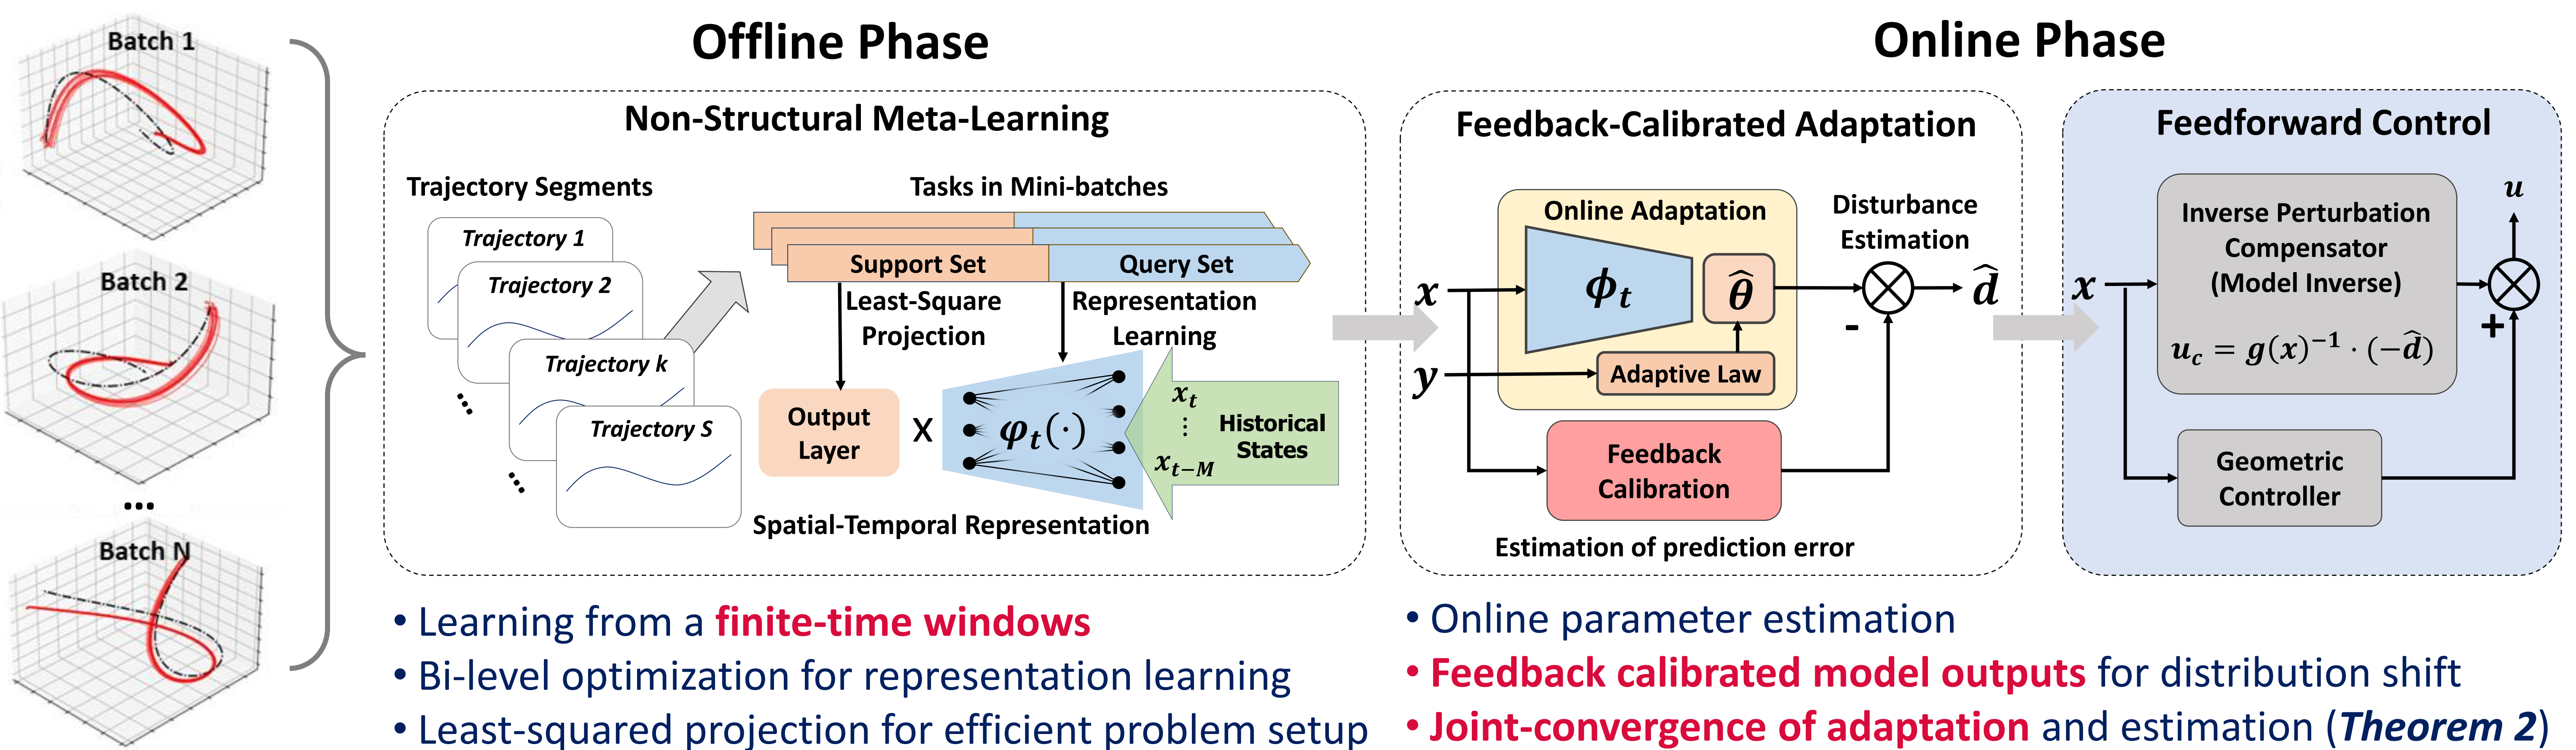 Batch 1
Batch 2
...
Batch N
Offline Phase
Non-Structural Meta-Learning
Trajectory Segments
Trajectory 1
Trajectory 2
Trajectory k
Trajectory S
Tasks in Mini-batches
Support Set
Query Set
Least-Square
Projection
Representation
Learning
Output
Layer
X
φ_t(·)
x_t
⋮
x_{t−M}
Historical
States
Spatial-Temporal Representation
• Learning from a finite-time windows
• Bi-level optimization for representation learning
• Least-squared projection for efficient problem setup
Online Phase
Feedback-Calibrated Adaptation
Online Adaptation
x
y
ϕ_t
θ̂
Adaptive Law
Disturbance
Estimation
d̂
-
Feedback
Calibration
Estimation of prediction error
Feedforward Control
x
Inverse Perturbation
Compensator
(Model Inverse)
u_c = g(x)^{−1} · (−d̂)
u
+
Geometric
Controller
• Online parameter estimation
• Feedback calibrated model outputs for distribution shift
• Joint-convergence of adaptation and estimation (Theorem 2)